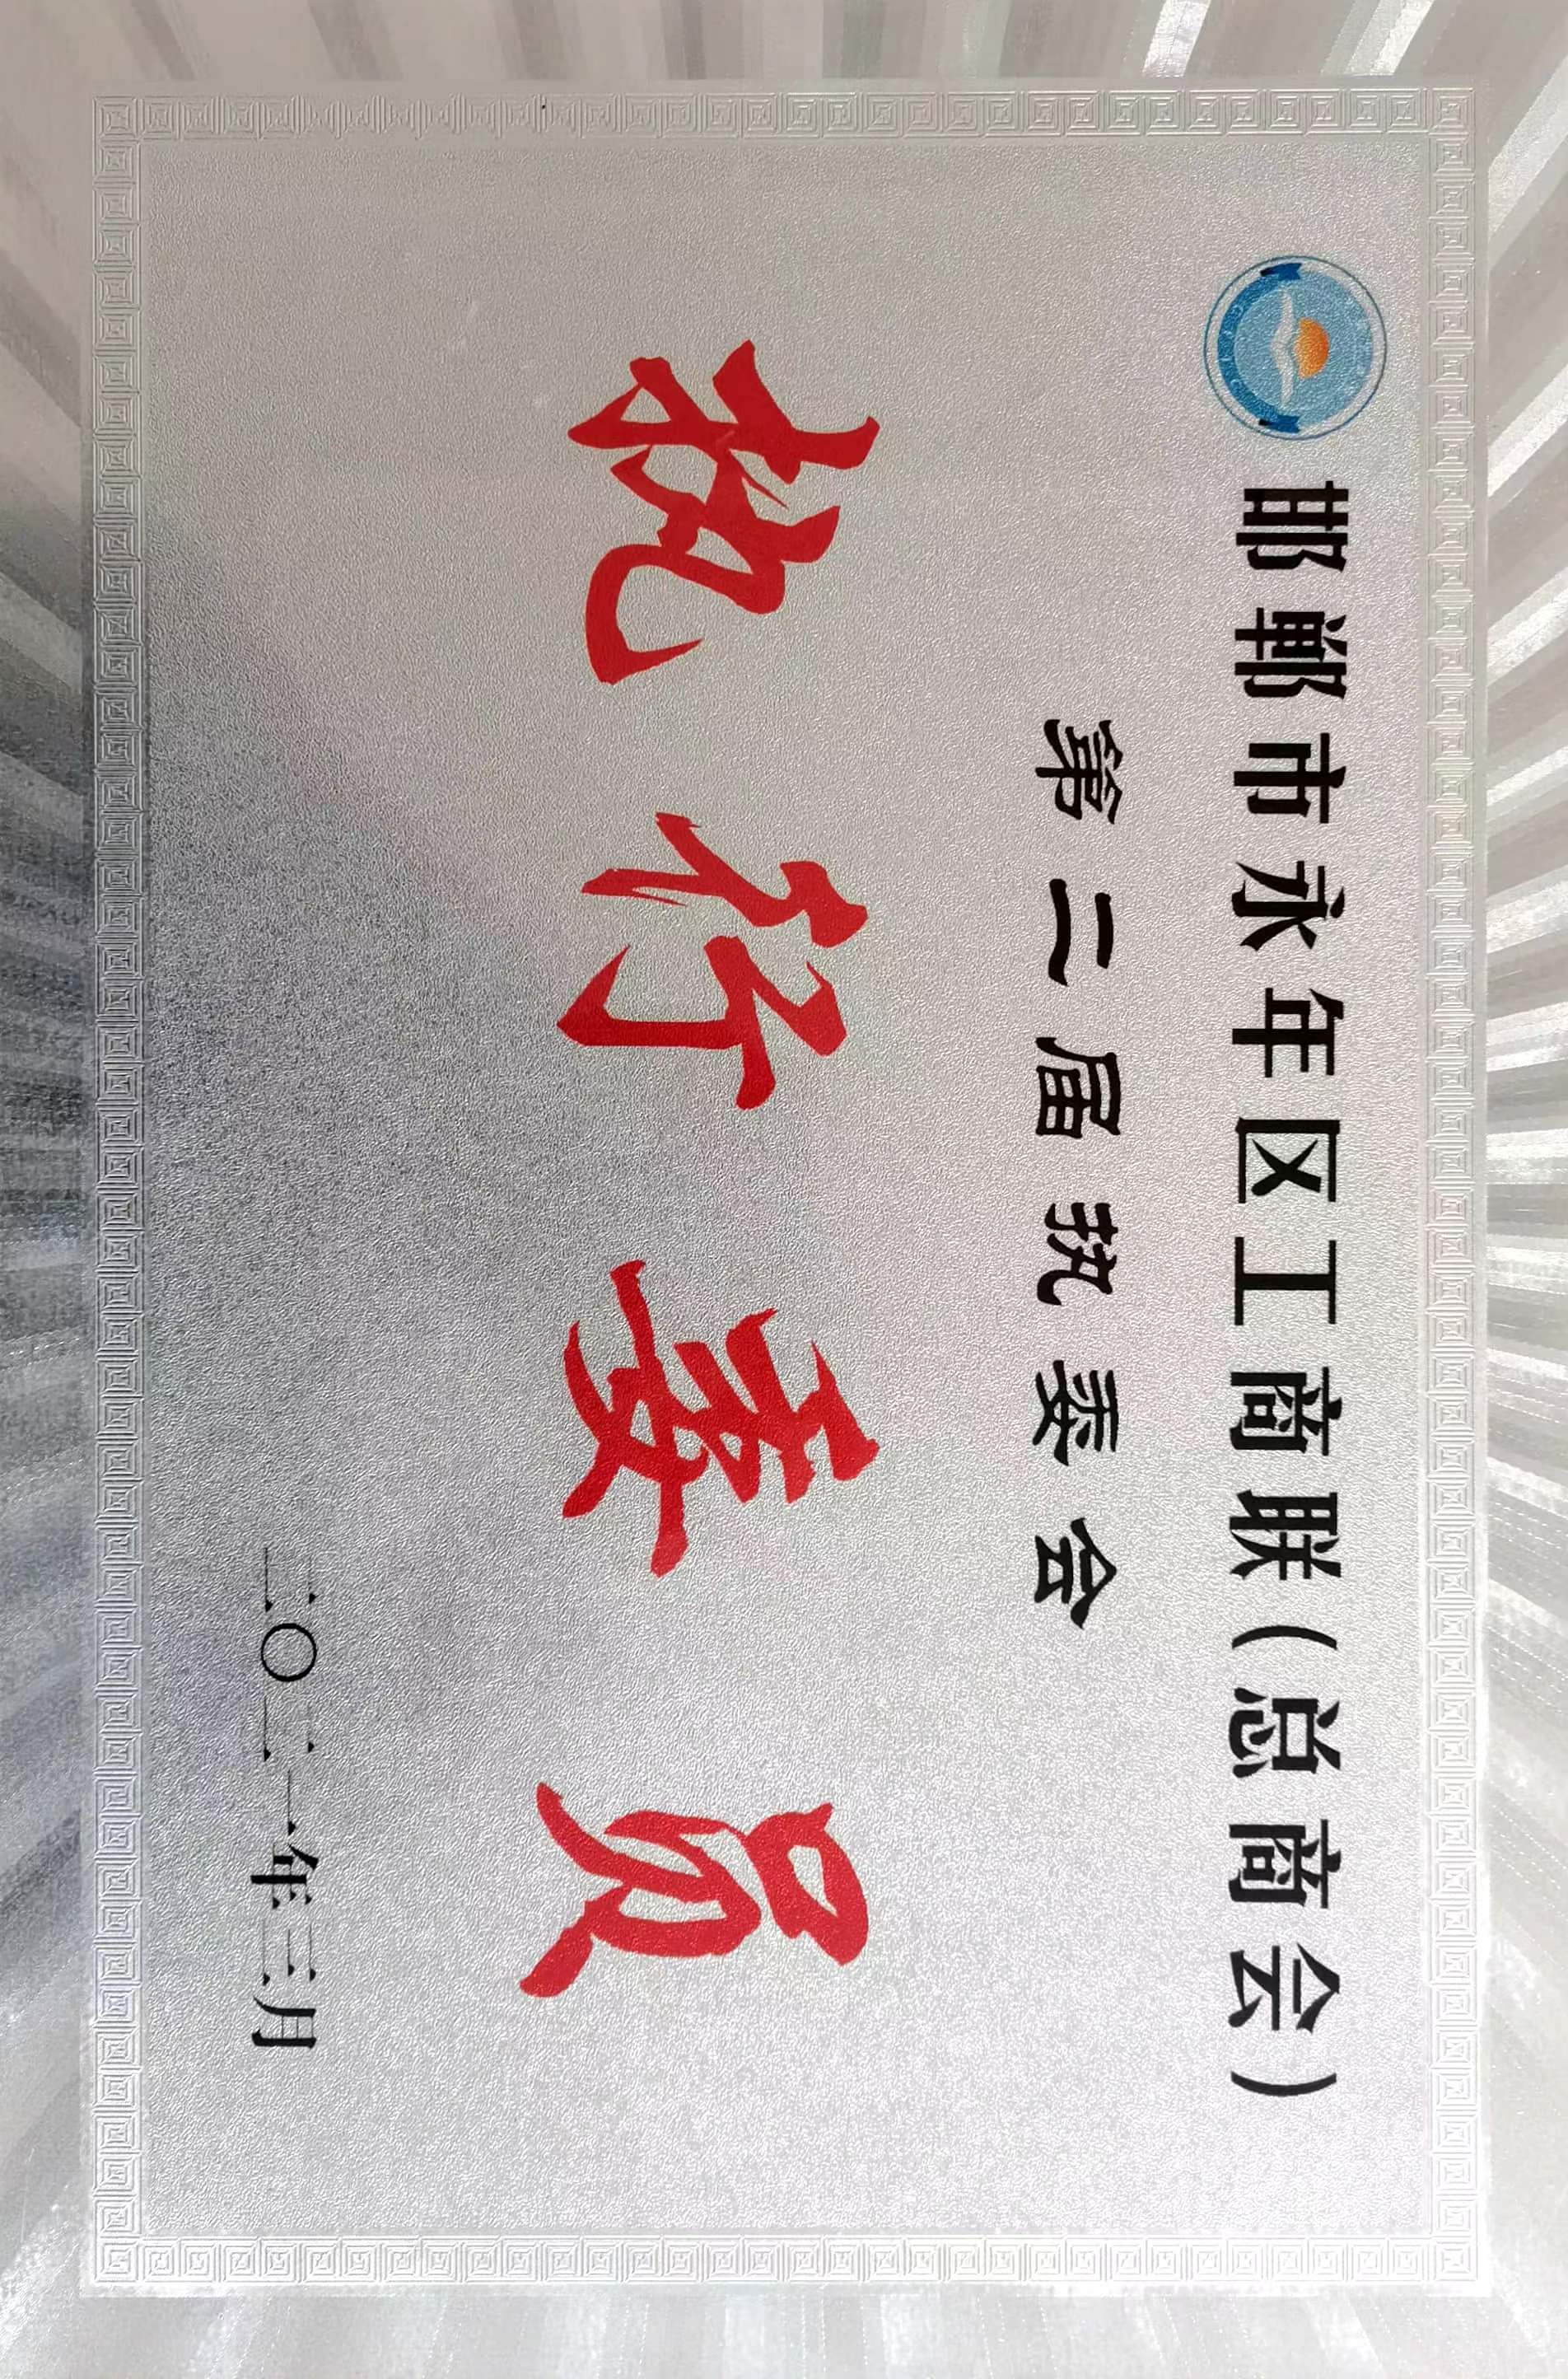 邯郸市永年区工商联(总商会)
第二届执委会
执行委员
二〇二一年三月